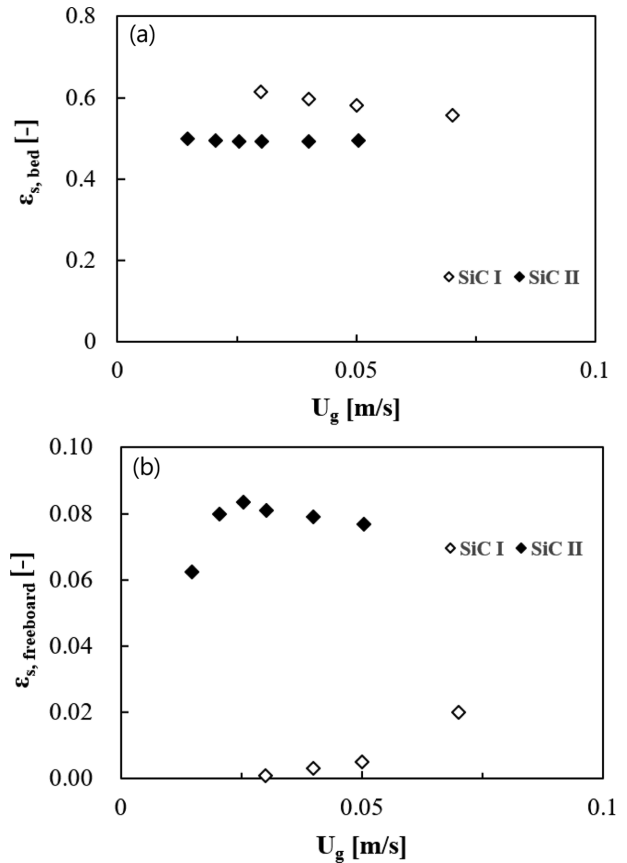 (a)
0.8
0.6
0.4
0.2
0
εs, bed [-]
SiC I SiC II
0 0.05 0.1
Ug [m/s]
(b)
0.10
0.08
0.06
0.04
0.02
0.00
εs, freeboard [-]
SiC I SiC II
0 0.05 0.1
Ug [m/s]